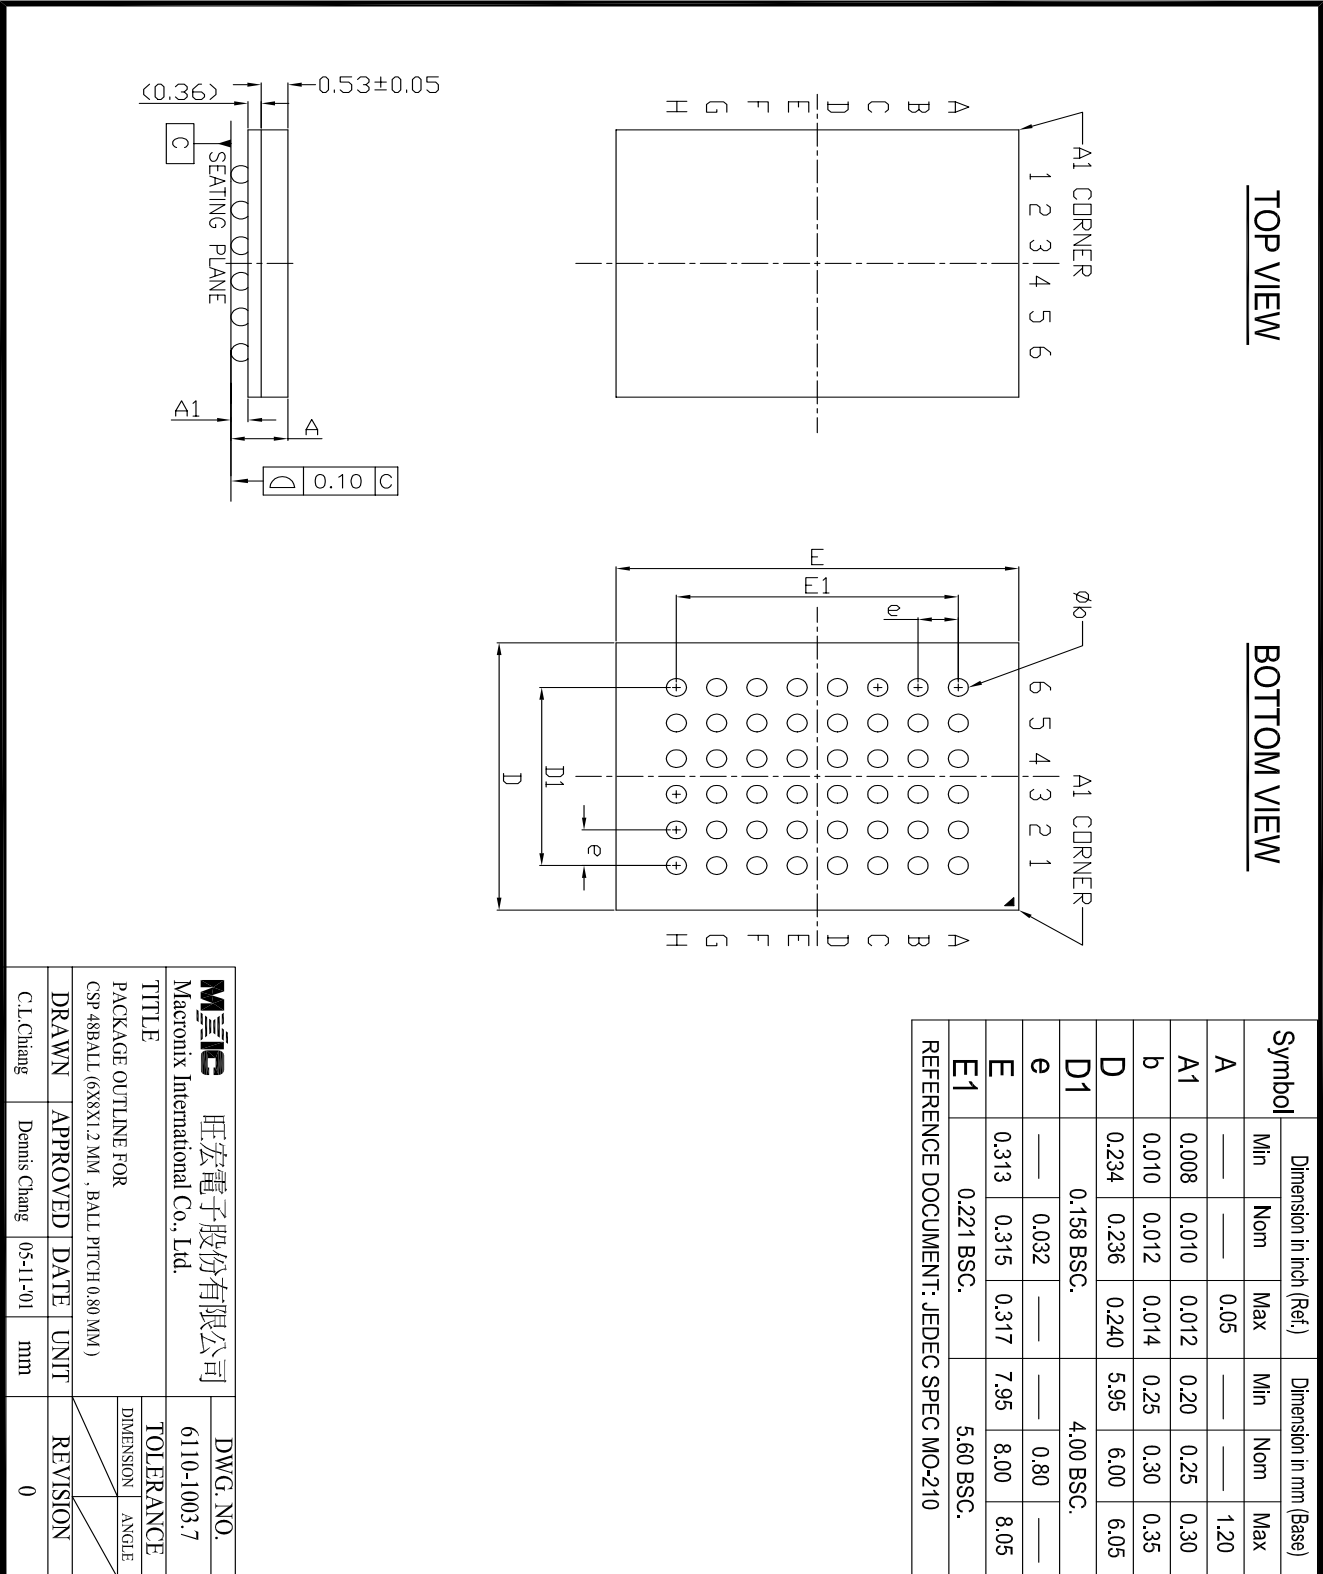 TOP VIEW
BOTTOM VIEW
A1 CORNER
1 2 3 4 5 6
A
B
C
D
E
F
G
H
Øb
A1 CORNER
6 5 4 3 2 1
e
E1
E
A
B
C
D
E
F
G
H
e
D1
D
0.53±0.05
(0.36)
C
SEATING PLANE
A1
A
0.10 C
Symbol Dimension in inch (Ref.) Dimension in mm (Base)
Min Nom Max Min Nom Max
A — — 0.05 — — 1.20
A1 0.008 0.010 0.012 0.20 0.25 0.30
b 0.010 0.012 0.014 0.25 0.30 0.35
D 0.234 0.236 0.240 5.95 6.00 6.05
D1 0.158 BSC. 4.00 BSC.
e — 0.032 — — 0.80 —
E 0.313 0.315 0.317 7.95 8.00 8.05
E1 0.221 BSC. 5.60 BSC.
REFERENCE DOCUMENT: JEDEC SPEC MO-210
MXIC 旺宏電子股份有限公司
Macronix International Co., Ltd.
DWG. NO.
6110-1003.7
TITLE
PACKAGE OUTLINE FOR
CSP 48BALL (6X8X1.2 MM , BALL PITCH 0.80 MM )
TOLERANCE
DIMENSION ANGLE
DRAWN APPROVED DATE UNIT REVISION
C.L.Chiang Dennis Chang 05-11-'01 mm 0